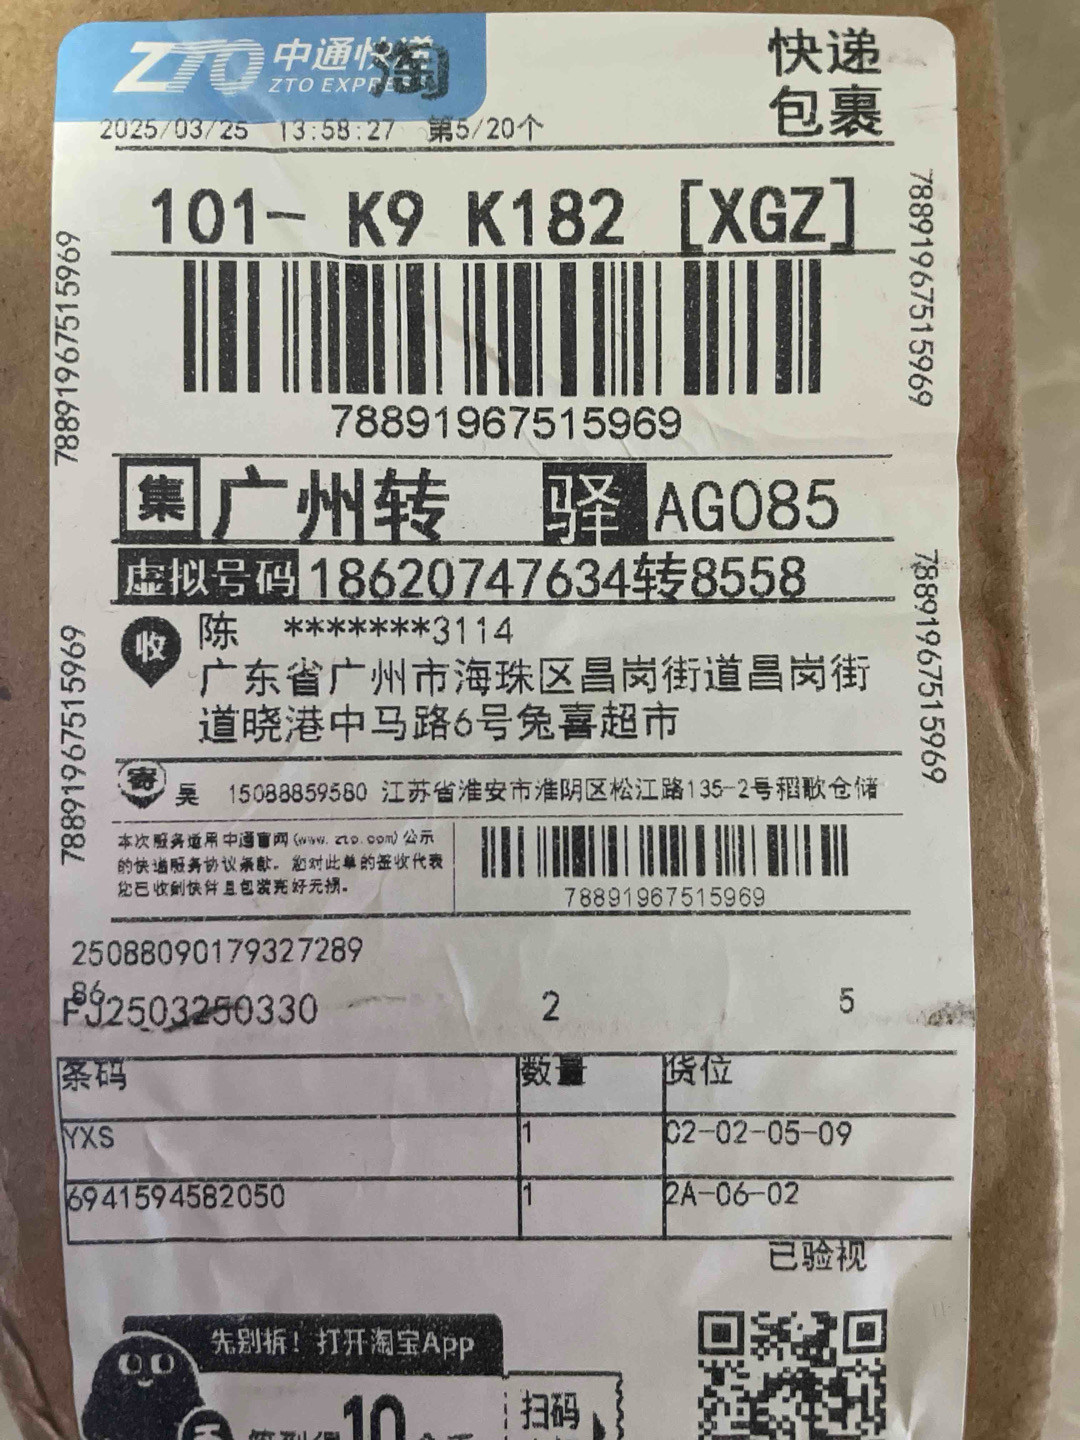 ZTO 中通快递
ZTO EXPRESS
淘
快递
包裹
2025/03/25 13:58:27 第5/20个
101- K9 K182 [XGZ]
78891967515969
78891967515969
78891967515969
集 广州转 驿 AG085
虚拟号码 18620747634转8558
收 陈 *******3114
广东省广州市海珠区昌岗街道昌岗街
道晓港中马路6号兔喜超市
78891967515969
78891967515969
寄 吴 15088859580 江苏省淮安市淮阴区松江路135-2号稻歌仓储
本次服务适用中通官网(www.zto.com)公示
的快递服务协议条款。您对此单的签收代表
您已收到快件且包装完好无损。
78891967515969
25088090179327289
86
FJ2503250330 2 5
条码 数量 货位
YXS 1 C2-02-05-09
6941594582050 1 2A-06-02
已验视
先别拆！打开淘宝App
10
扫码